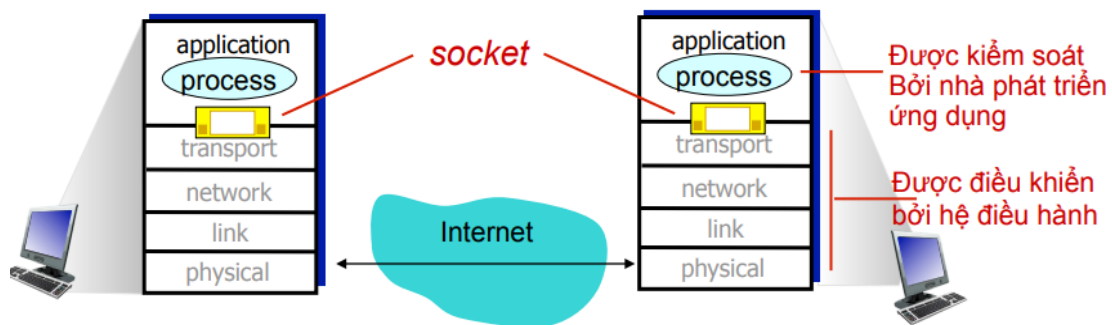 application
process
transport
network
link
physical
socket
Internet
application
process
transport
network
link
physical
Được kiểm soát
Bởi nhà phát triển
ứng dụng
Được điều khiển
bởi hệ điều hành